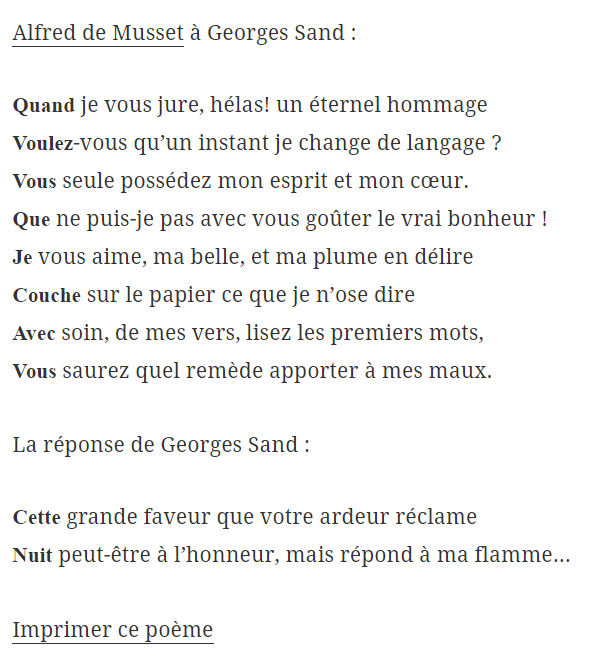 Alfred de Musset à Georges Sand :
Quand je vous jure, hélas! un éternel hommage
Voulez-vous qu’un instant je change de langage ?
Vous seule possédez mon esprit et mon cœur.
Que ne puis-je pas avec vous goûter le vrai bonheur !
Je vous aime, ma belle, et ma plume en délire
Couche sur le papier ce que je n’ose dire
Avec soin, de mes vers, lisez les premiers mots,
Vous saurez quel remède apporter à mes maux.
La réponse de Georges Sand :
Cette grande faveur que votre ardeur réclame
Nuit peut-être à l’honneur, mais répond à ma flamme…
Imprimer ce poème